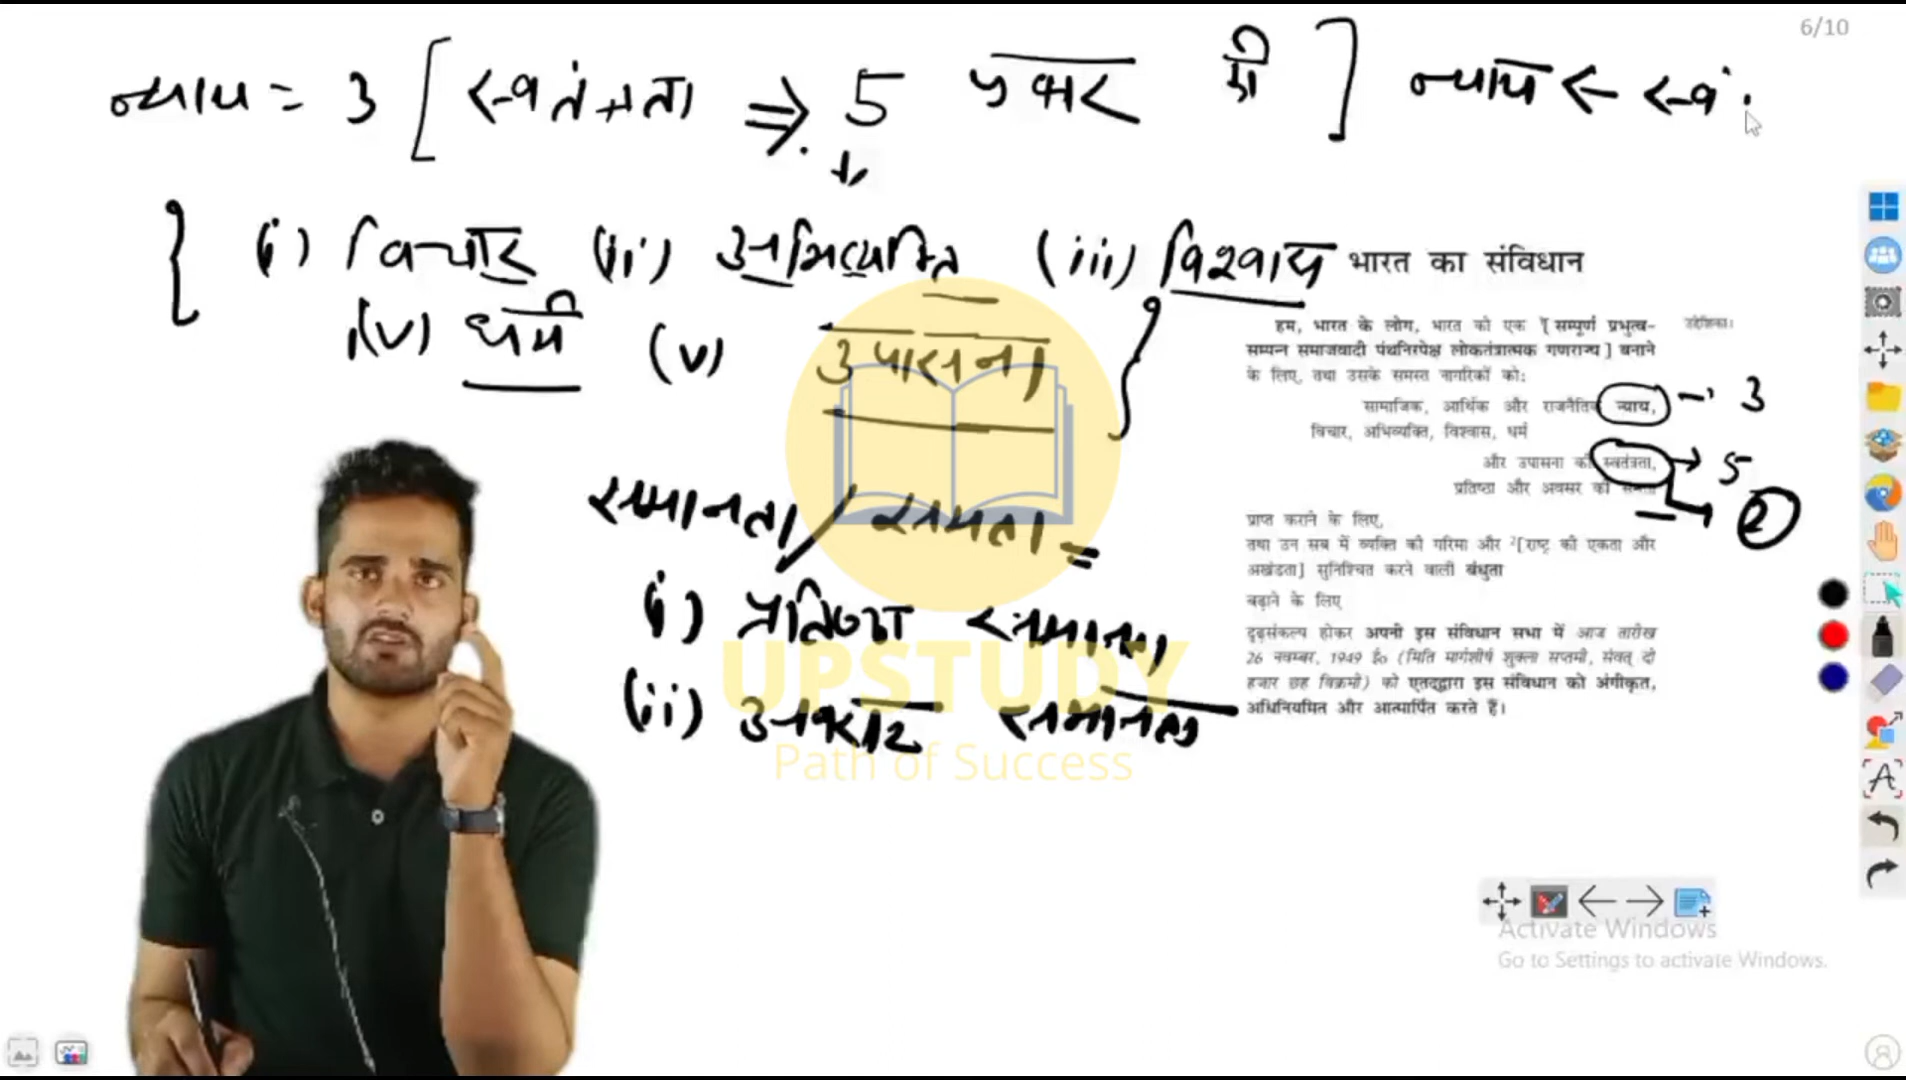 6/10
न्याय = 3 [ स्वतंत्रता ⇒ 5 प्रकार की ] न्याय ← स्वं
{ (i) विचार (ii) अभिव्यक्ति (iii) विश्वास
(iv) धर्म (v) उपासना }
समानता / समता =
(i) प्रतिष्ठा समानता
(ii) अवसर समानता
भारत का संविधान
उद्देशिका
हम, भारत के लोग, भारत को एक ¹[सम्पूर्ण प्रभुत्व-
सम्पन्न समाजवादी पंथनिरपेक्ष लोकतंत्रात्मक गणराज्य] बनाने
के लिए, तथा उसके समस्त नागरिकों को:
सामाजिक, आर्थिक और राजनैतिक न्याय, → 3
विचार, अभिव्यक्ति, विश्वास, धर्म
और उपासना की स्वतंत्रता, → 5
प्रतिष्ठा और अवसर की समता → 2
प्राप्त कराने के लिए,
तथा उन सब में व्यक्ति की गरिमा और ²[राष्ट्र की एकता और
अखंडता] सुनिश्चित करने वाली बंधुता
बढ़ाने के लिए
दृढ़संकल्प होकर अपनी इस संविधान सभा में आज तारीख
26 नवम्बर, 1949 ई० (मिति मार्गशीर्ष शुक्ला सप्तमी, संवत् दो
हजार छह विक्रमी) को एतद्द्वारा इस संविधान को अंगीकृत,
अधिनियमित और आत्मार्पित करते हैं।
UPSTUDY
Path of Success
A
Activate Windows
Go to Settings to activate Windows.